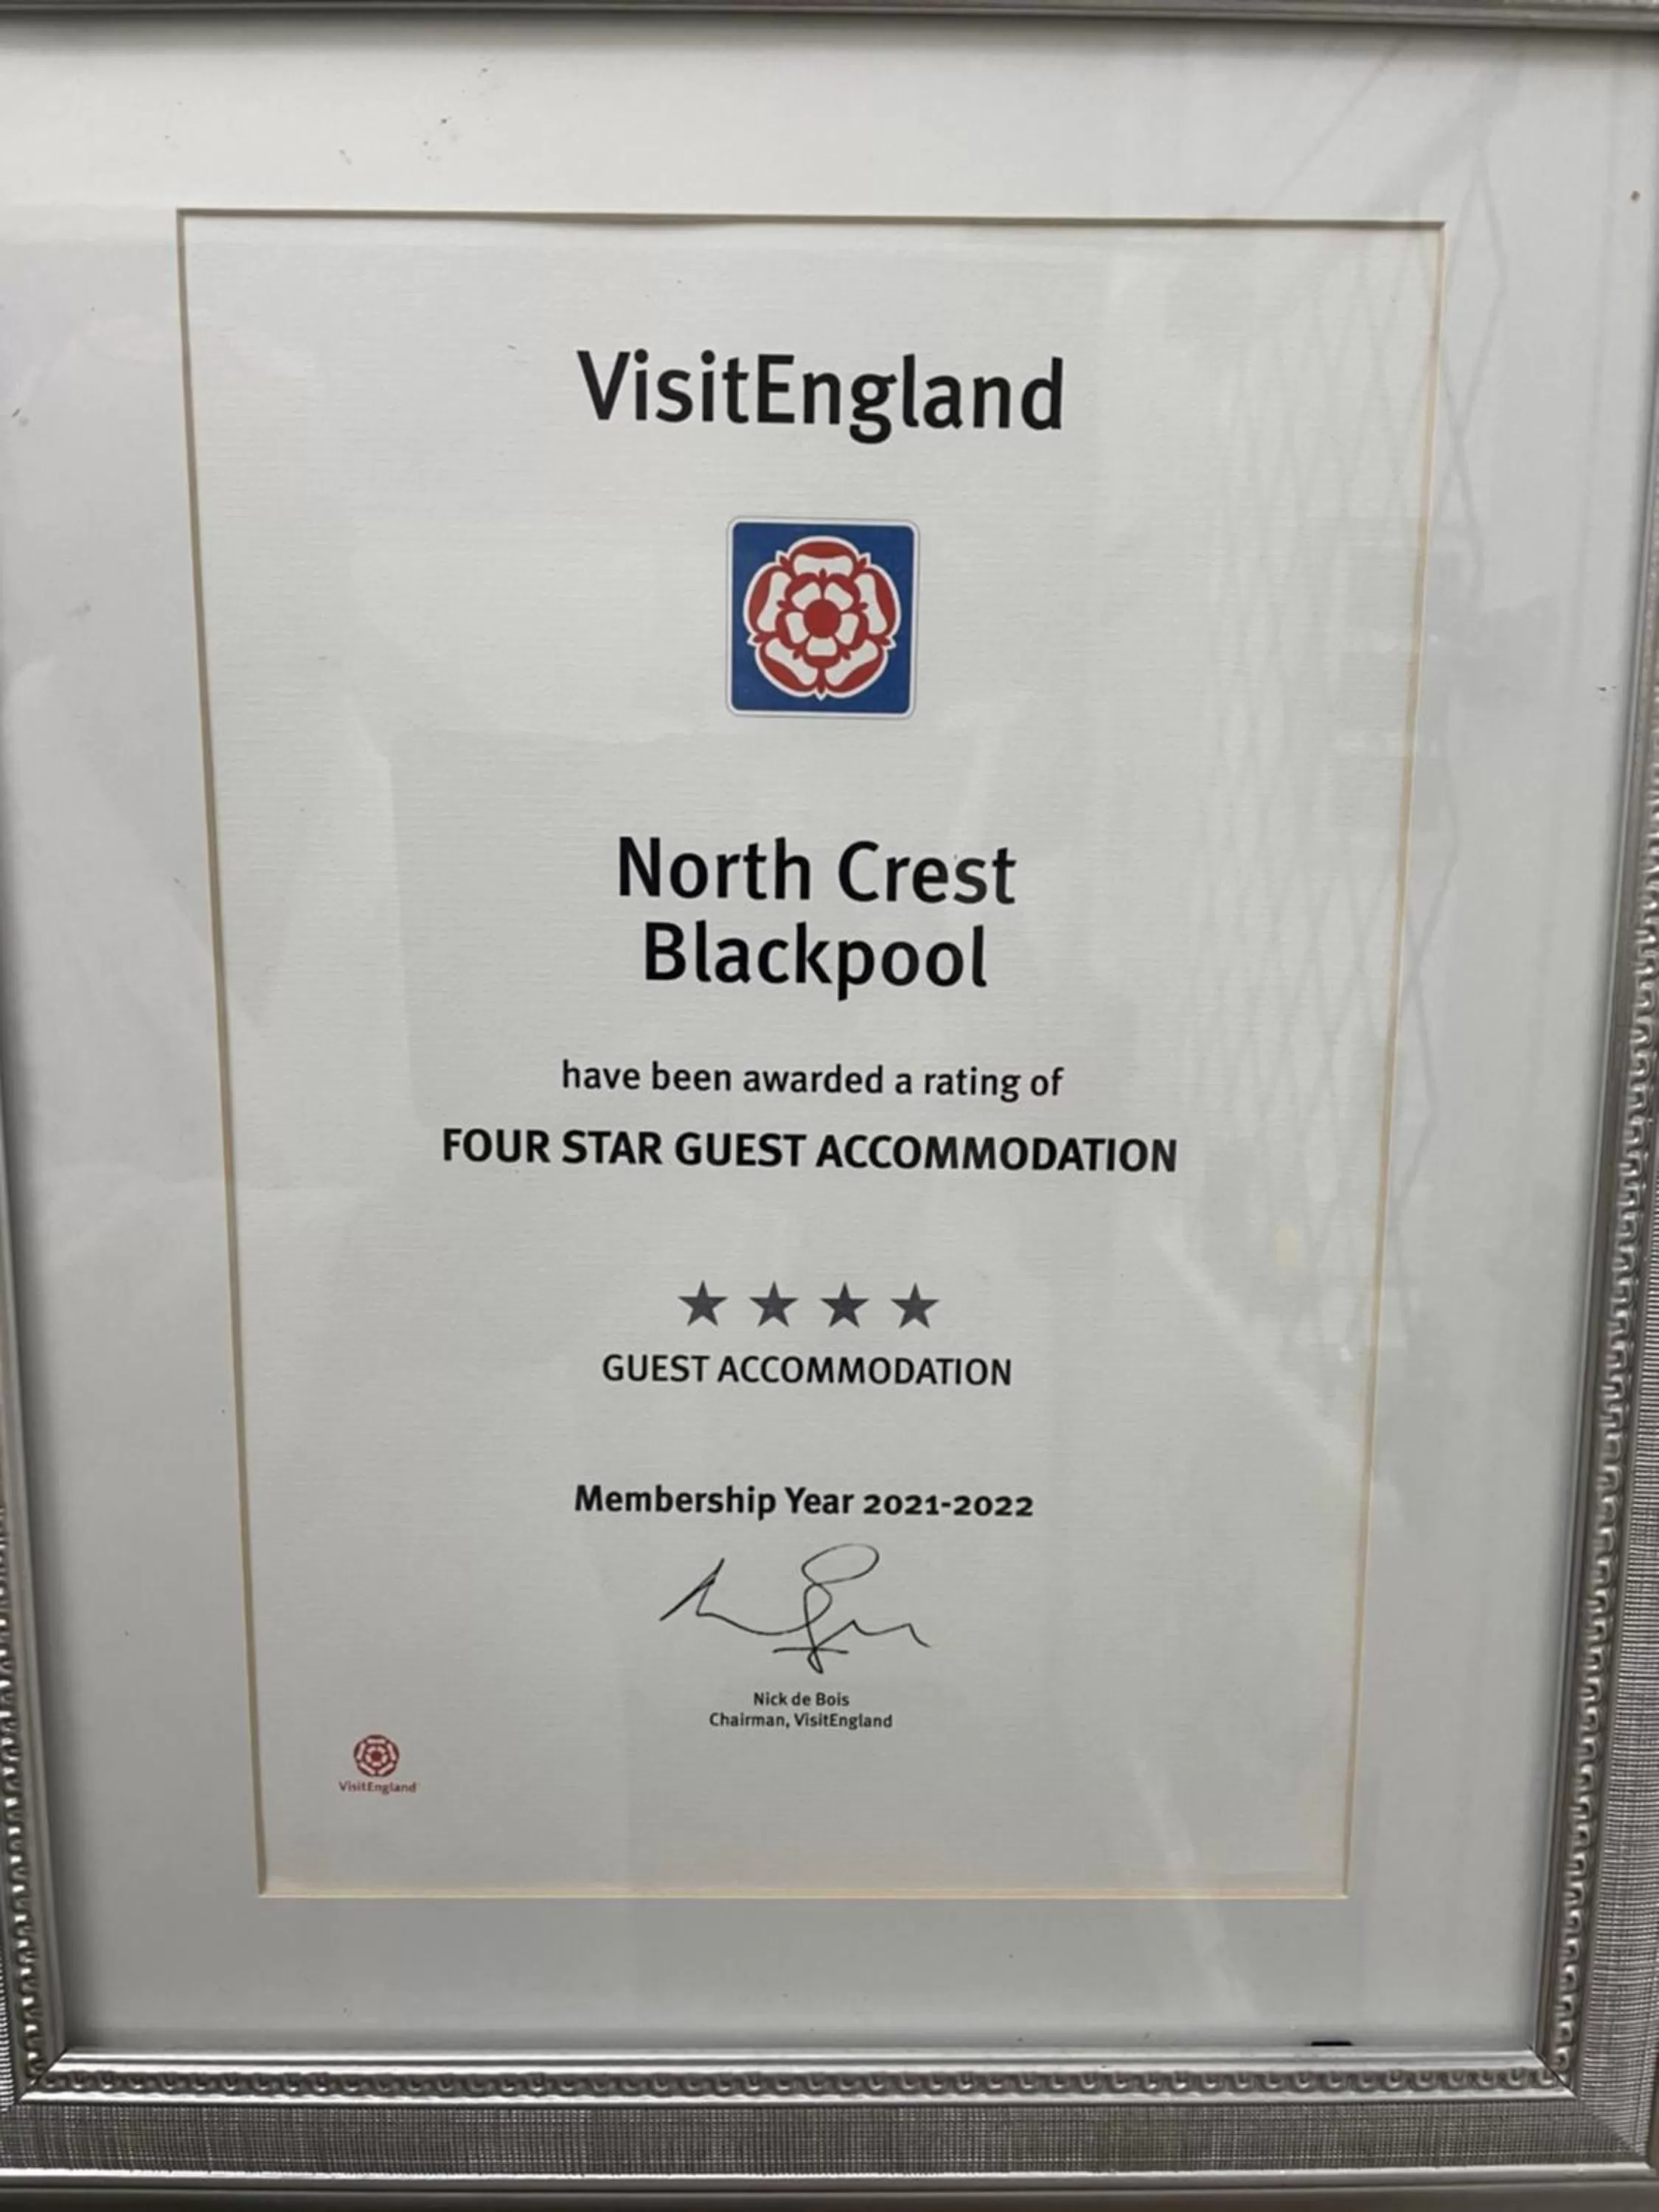 VisitEngland
North Crest
Blackpool
have been awarded a rating of
FOUR STAR GUEST ACCOMMODATION
GUEST ACCOMMODATION
Membership Year 2021-2022
Nick de Bois
Chairman, VisitEngland
VisitEngland